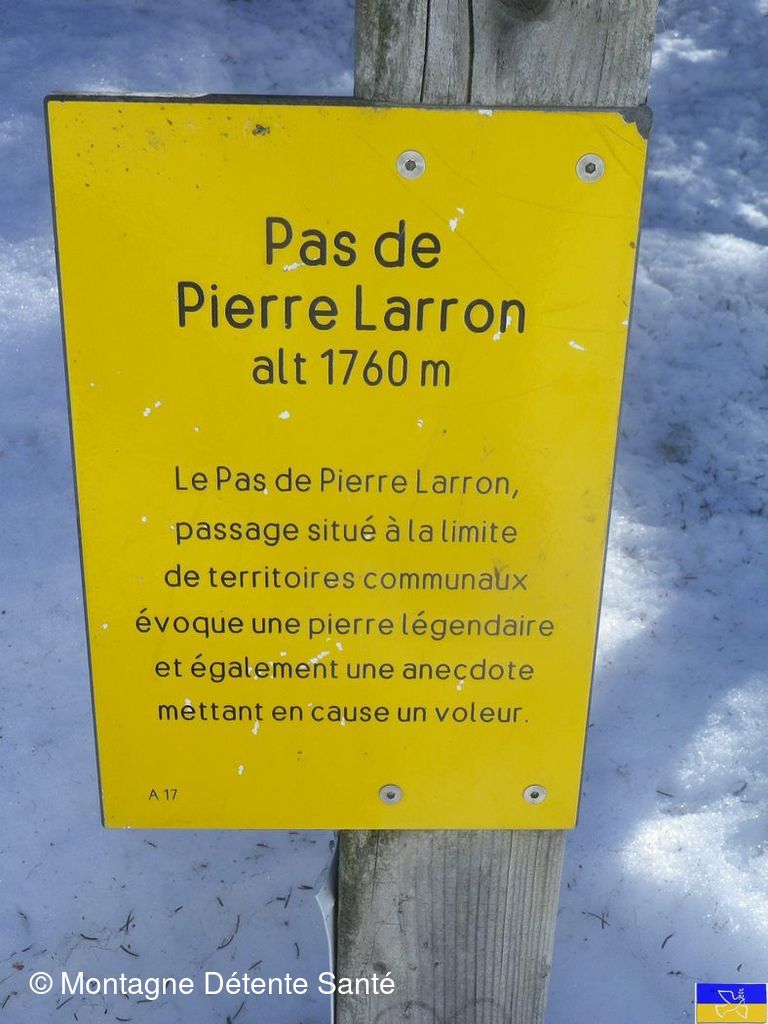 Pas de
Pierre Larron
alt 1760 m
Le Pas de Pierre Larron,
passage situé à la limite
de territoires communaux
évoque une pierre légendaire
et également une anecdote
mettant en cause un voleur.
A 17
© Montagne Détente Santé